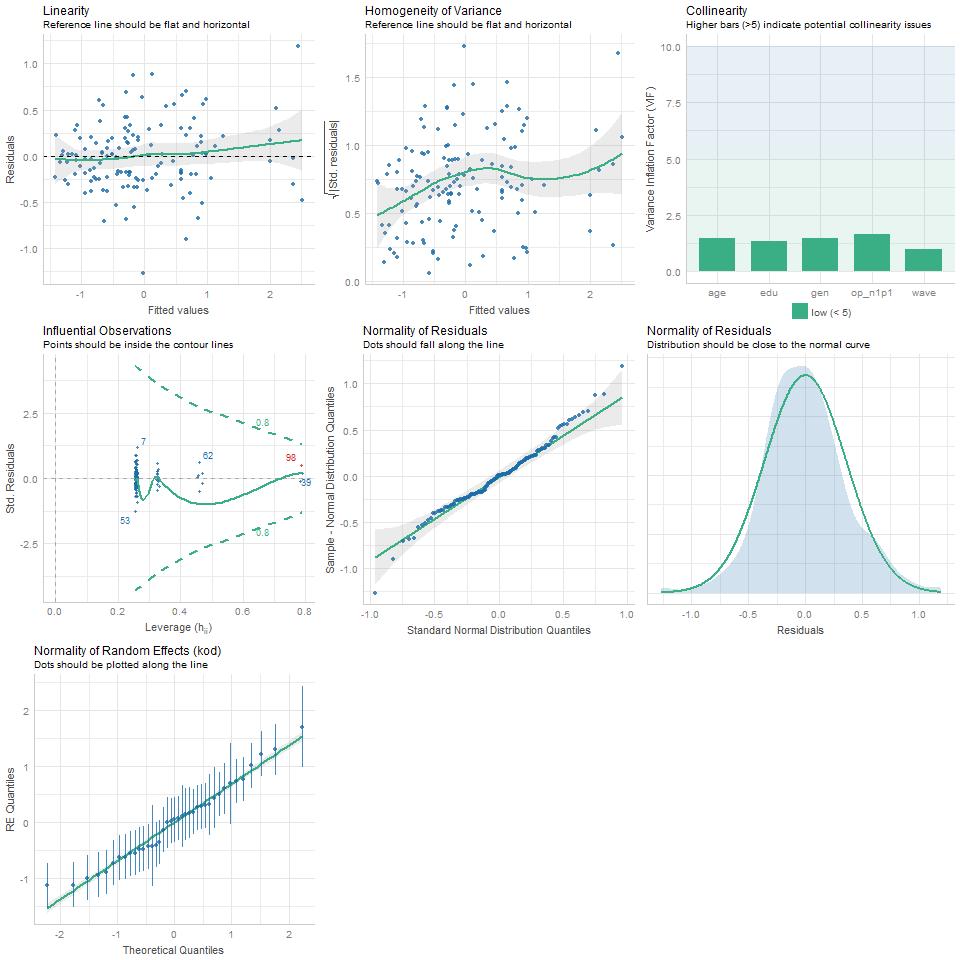 Linearity
Reference line should be flat and horizontal
Residuals
1.0
0.5
0.0
-0.5
-1.0
-1
0
1
2
Fitted values
Homogeneity of Variance
Reference line should be flat and horizontal
√|Std. residuals|
1.5
1.0
0.5
0.0
-1
0
1
2
Fitted values
Collinearity
Higher bars (>5) indicate potential collinearity issues
Variance Inflation Factor (VIF)
10.0
7.5
5.0
2.5
0.0
age
edu
gen
op_n1p1
wave
low (< 5)
Influential Observations
Points should be inside the contour lines
Std. Residuals
2.5
0.0
-2.5
0.8
7
62
98
39
53
0.8
0.0
0.2
0.4
0.6
0.8
Leverage (hii)
Normality of Residuals
Dots should fall along the line
Sample - Normal Distribution Quantiles
1.0
0.5
0.0
-0.5
-1.0
-1.0
-0.5
0.0
0.5
1.0
Standard Normal Distribution Quantiles
Normality of Residuals
Distribution should be close to the normal curve
-1.0
-0.5
0.0
0.5
1.0
Residuals
Normality of Random Effects (kod)
Dots should be plotted along the line
RE Quantiles
2
1
0
-1
-2
-1
0
1
2
Theoretical Quantiles